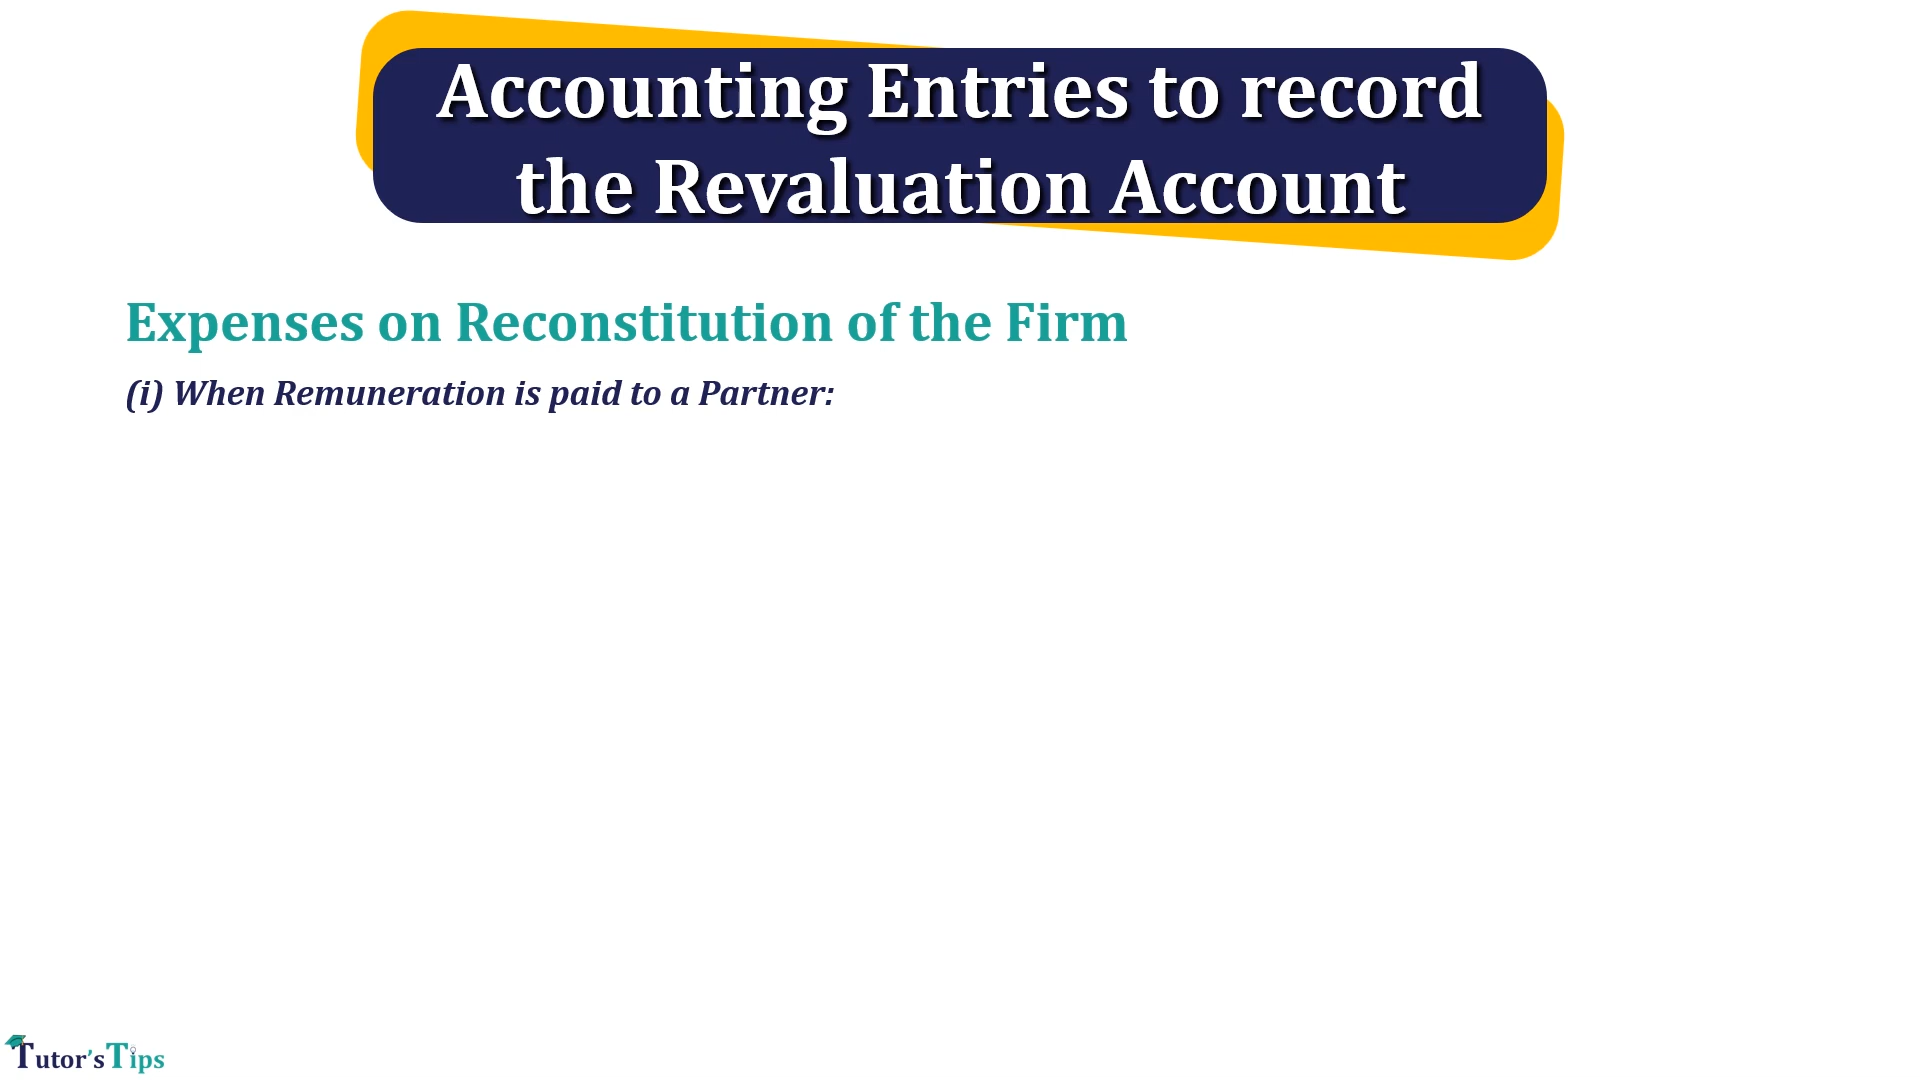 Accounting Entries to record
the Revaluation Account
Expenses on Reconstitution of the Firm
(i) When Remuneration is paid to a Partner:
Tutor'sTips